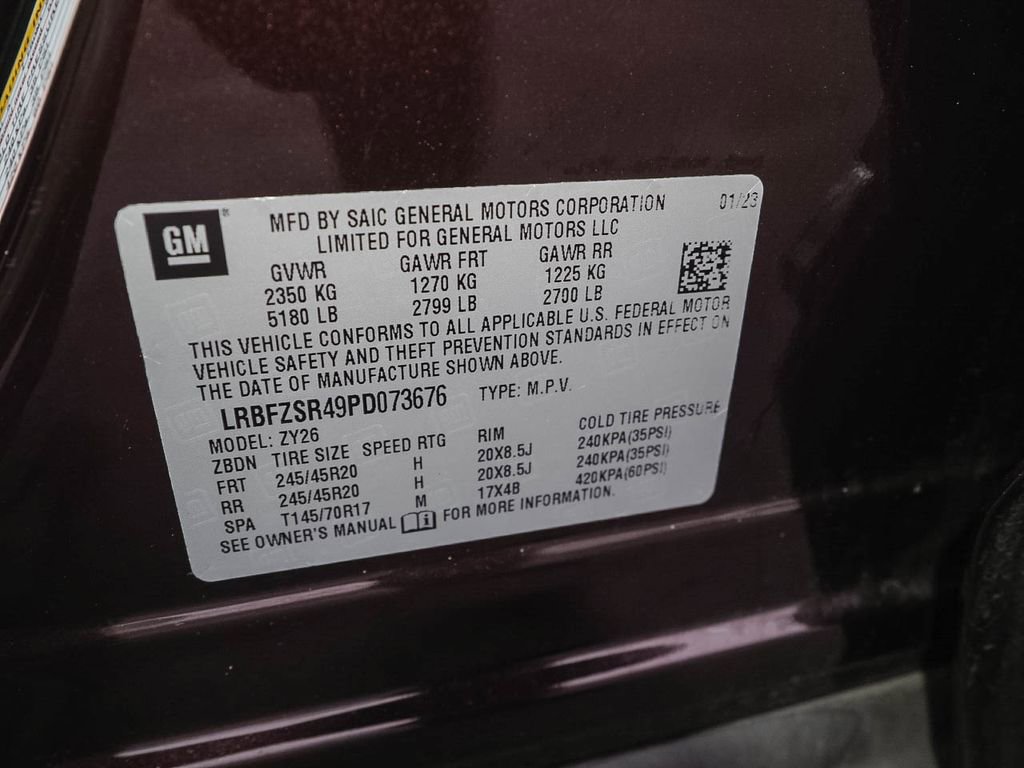 GM
MFD BY SAIC GENERAL MOTORS CORPORATION 01/23
LIMITED FOR GENERAL MOTORS LLC
GVWR GAWR FRT GAWR RR
2350 KG 1270 KG 1225 KG
5180 LB 2799 LB 2700 LB
THIS VEHICLE CONFORMS TO ALL APPLICABLE U.S. FEDERAL MOTOR
VEHICLE SAFETY AND THEFT PREVENTION STANDARDS IN EFFECT ON
THE DATE OF MANUFACTURE SHOWN ABOVE.
LRBFZSR49PD073676 TYPE: M.P.V.
MODEL: ZY26
ZBDN TIRE SIZE SPEED RTG RIM COLD TIRE PRESSURE
FRT 245/45R20 H 20X8.5J 240KPA(35PSI)
RR 245/45R20 H 20X8.5J 240KPA(35PSI)
SPA T145/70R17 M 17X4B 420KPA(60PSI)
SEE OWNER'S MANUAL FOR MORE INFORMATION.